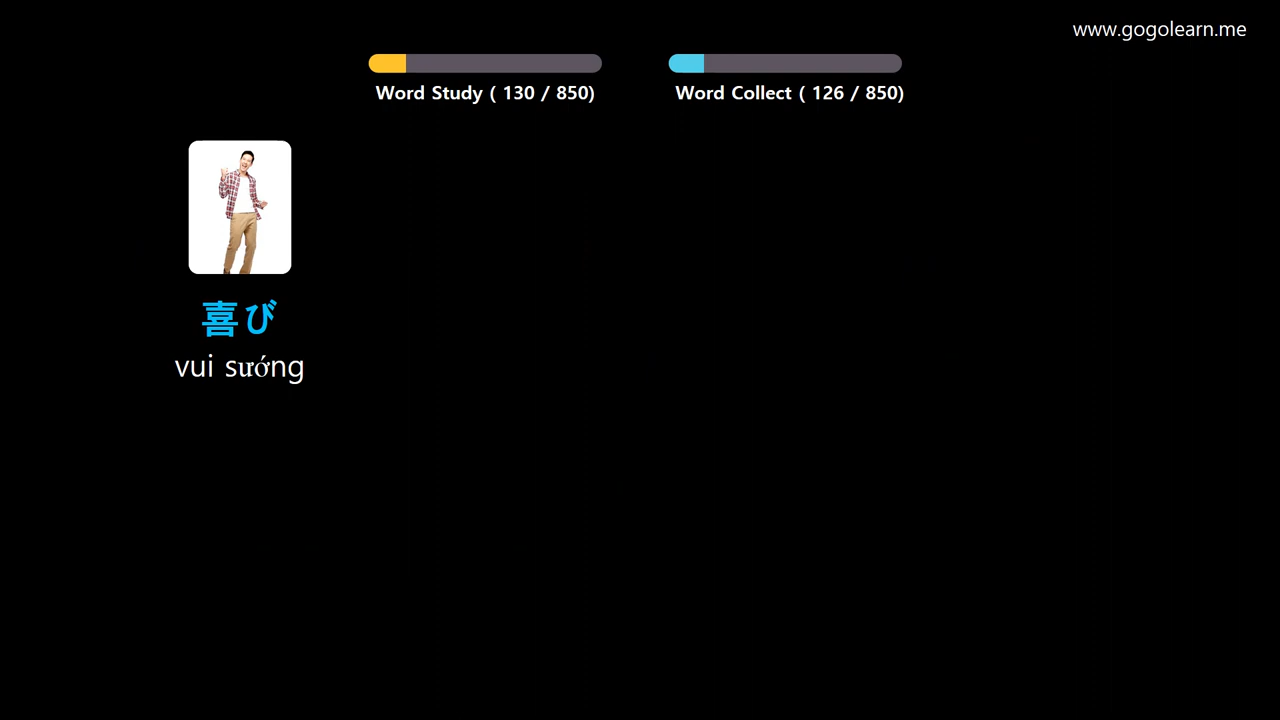 www.gogolearn.me
Word Study ( 130 / 850)
Word Collect ( 126 / 850)
喜び
vui sướng